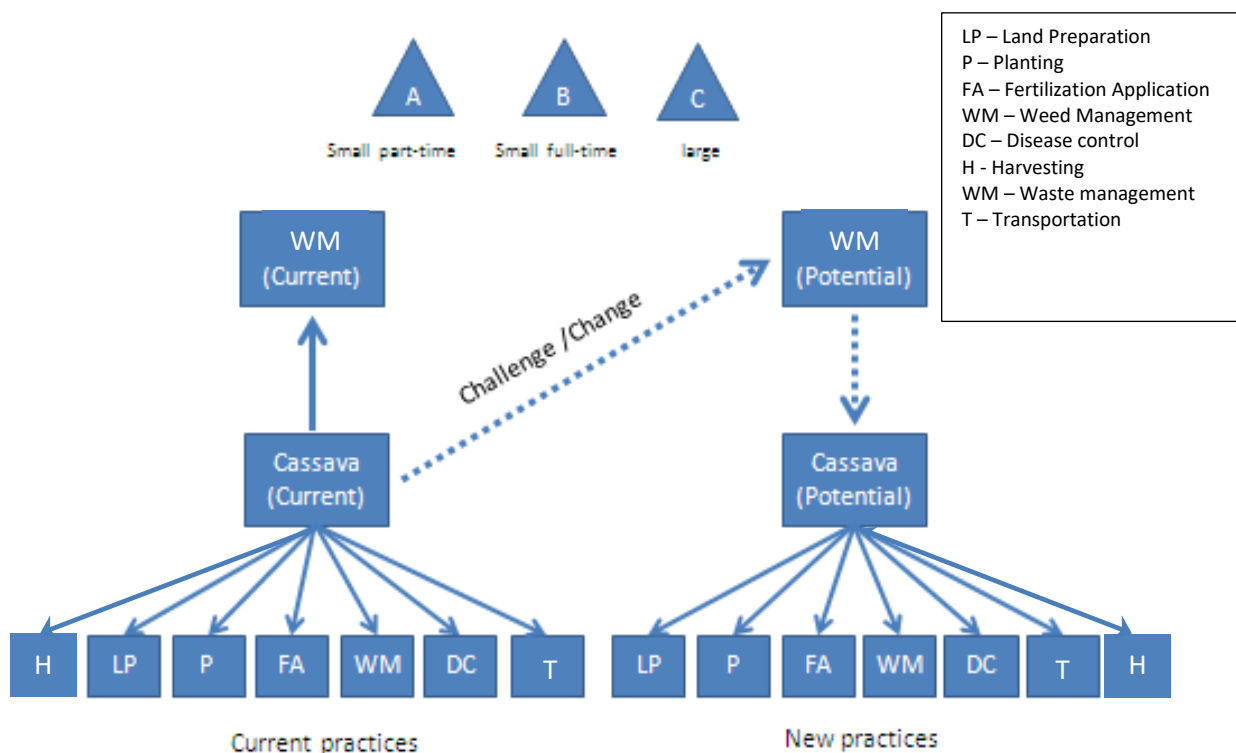 LP – Land Preparation
P – Planting
FA – Fertilization Application
WM – Weed Management
DC – Disease control
H - Harvesting
WM – Waste management
T – Transportation
A
B
C
Small part-time
Small full-time
large
WM
(Current)
WM
(Potential)
Challenge /Change
Cassava
(Current)
Cassava
(Potential)
H
LP
P
FA
WM
DC
T
LP
P
FA
WM
DC
T
H
Current practices
New practices